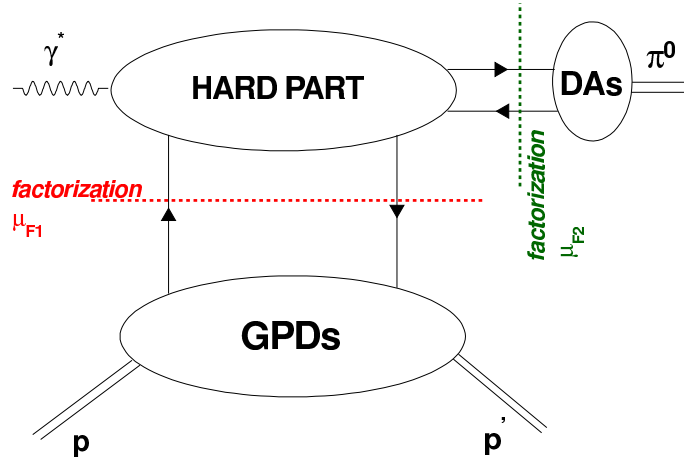 γ*
HARD PART
DAs
π⁰
factorization
μF1
factorization
μF2
GPDs
p
p'